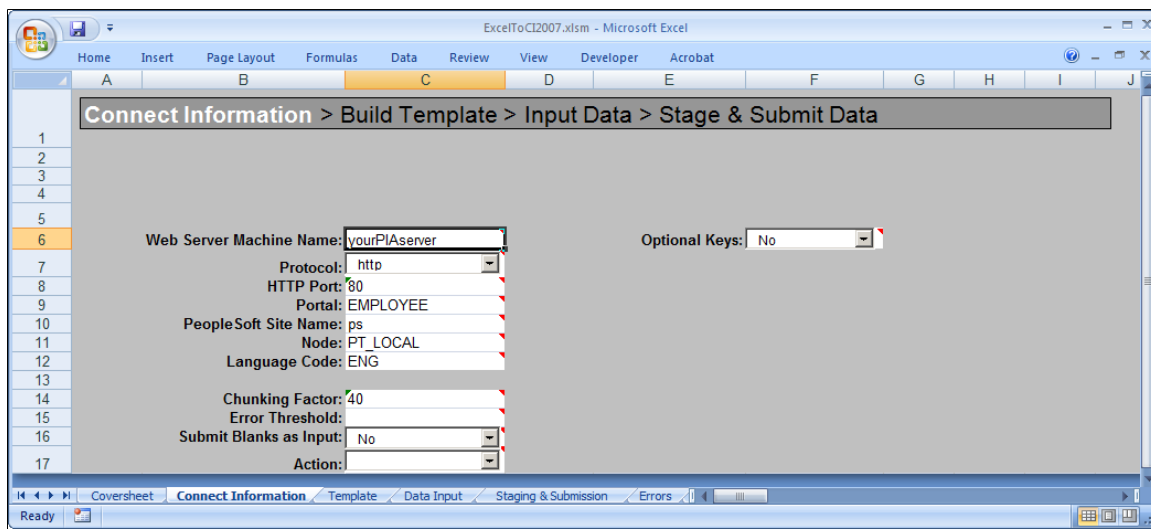 ExcelToCI2007.xlsm - Microsoft Excel
Home Insert Page Layout Formulas Data Review View Developer Acrobat
A B C D E F G H I J
1 Connect Information > Build Template > Input Data > Stage & Submit Data
2
3
4
5
6 Web Server Machine Name: yourPIAserver Optional Keys: No
7 Protocol: http
8 HTTP Port: 80
9 Portal: EMPLOYEE
10 PeopleSoft Site Name: ps
11 Node: PT_LOCAL
12 Language Code: ENG
13
14 Chunking Factor: 40
15 Error Threshold:
16 Submit Blanks as Input: No
17 Action:
Coversheet Connect Information Template Data Input Staging & Submission Errors
Ready